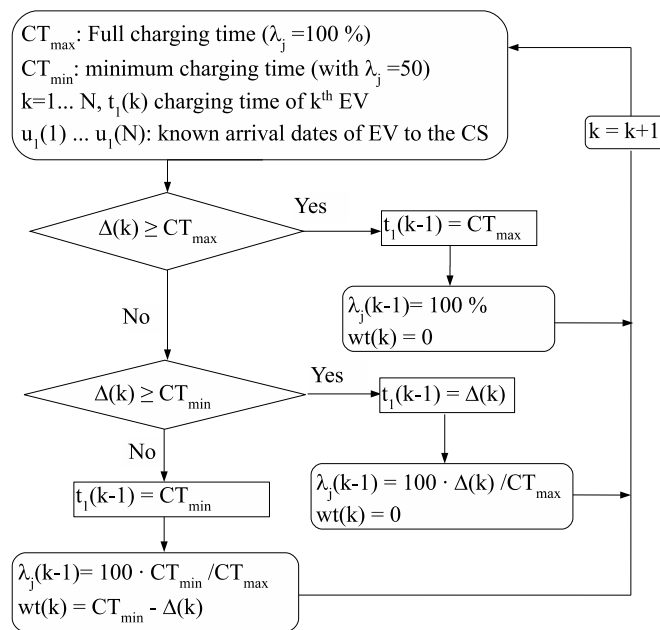 CT_max: Full charging time (λ_j =100 %)
CT_min: minimum charging time (with λ_j =50)
k=1... N, t_1(k) charging time of k^th EV
u_1(1) ... u_1(N): known arrival dates of EV to the CS
k = k+1
Δ(k) ≥ CT_max
Yes
t_1(k-1) = CT_max
λ_j(k-1)= 100 %
wt(k) = 0
No
Δ(k) ≥ CT_min
Yes
t_1(k-1) = Δ(k)
λ_j(k-1) = 100 · Δ(k) /CT_max
wt(k) = 0
No
t_1(k-1) = CT_min
λ_j(k-1)= 100 · CT_min /CT_max
wt(k) = CT_min - Δ(k)